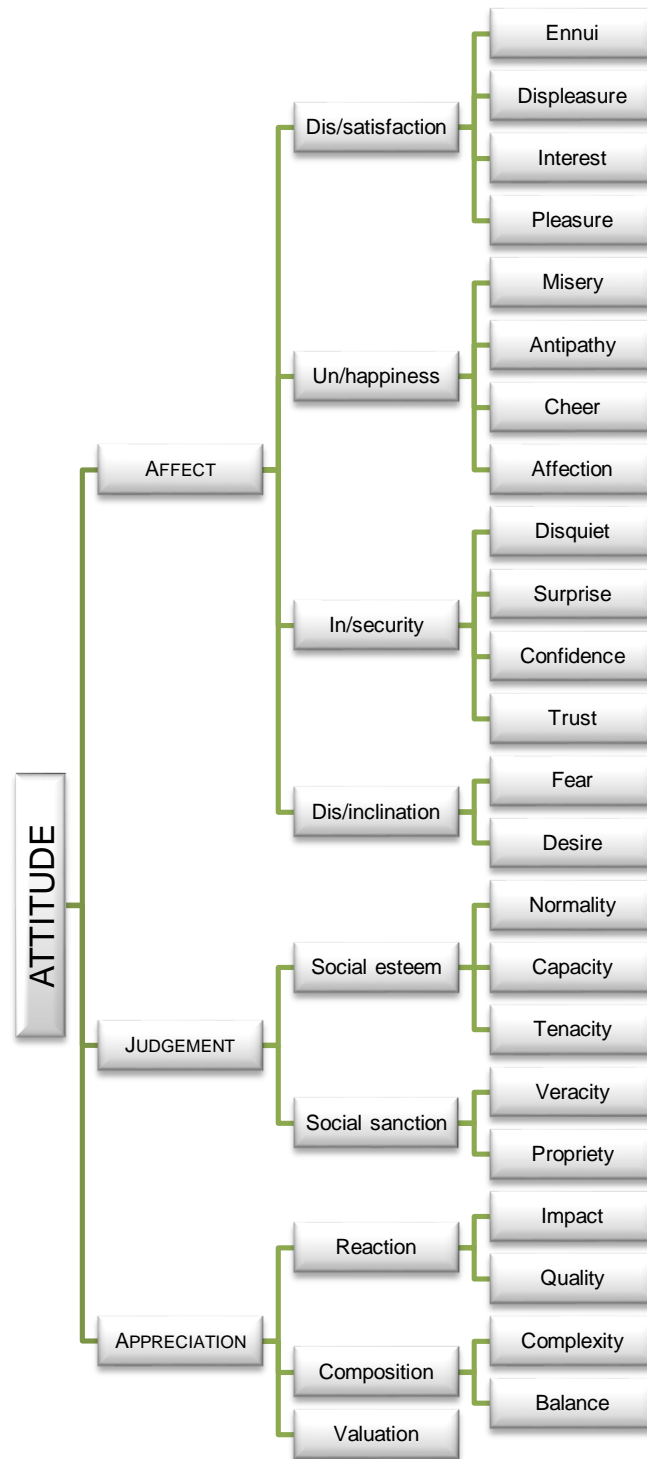 ATTITUDE
AFFECT
Dis/satisfaction
Ennui
Displeasure
Interest
Pleasure
Un/happiness
Misery
Antipathy
Cheer
Affection
In/security
Disquiet
Surprise
Confidence
Trust
Dis/inclination
Fear
Desire
JUDGEMENT
Social esteem
Normality
Capacity
Tenacity
Social sanction
Veracity
Propriety
APPRECIATION
Reaction
Impact
Quality
Composition
Complexity
Balance
Valuation